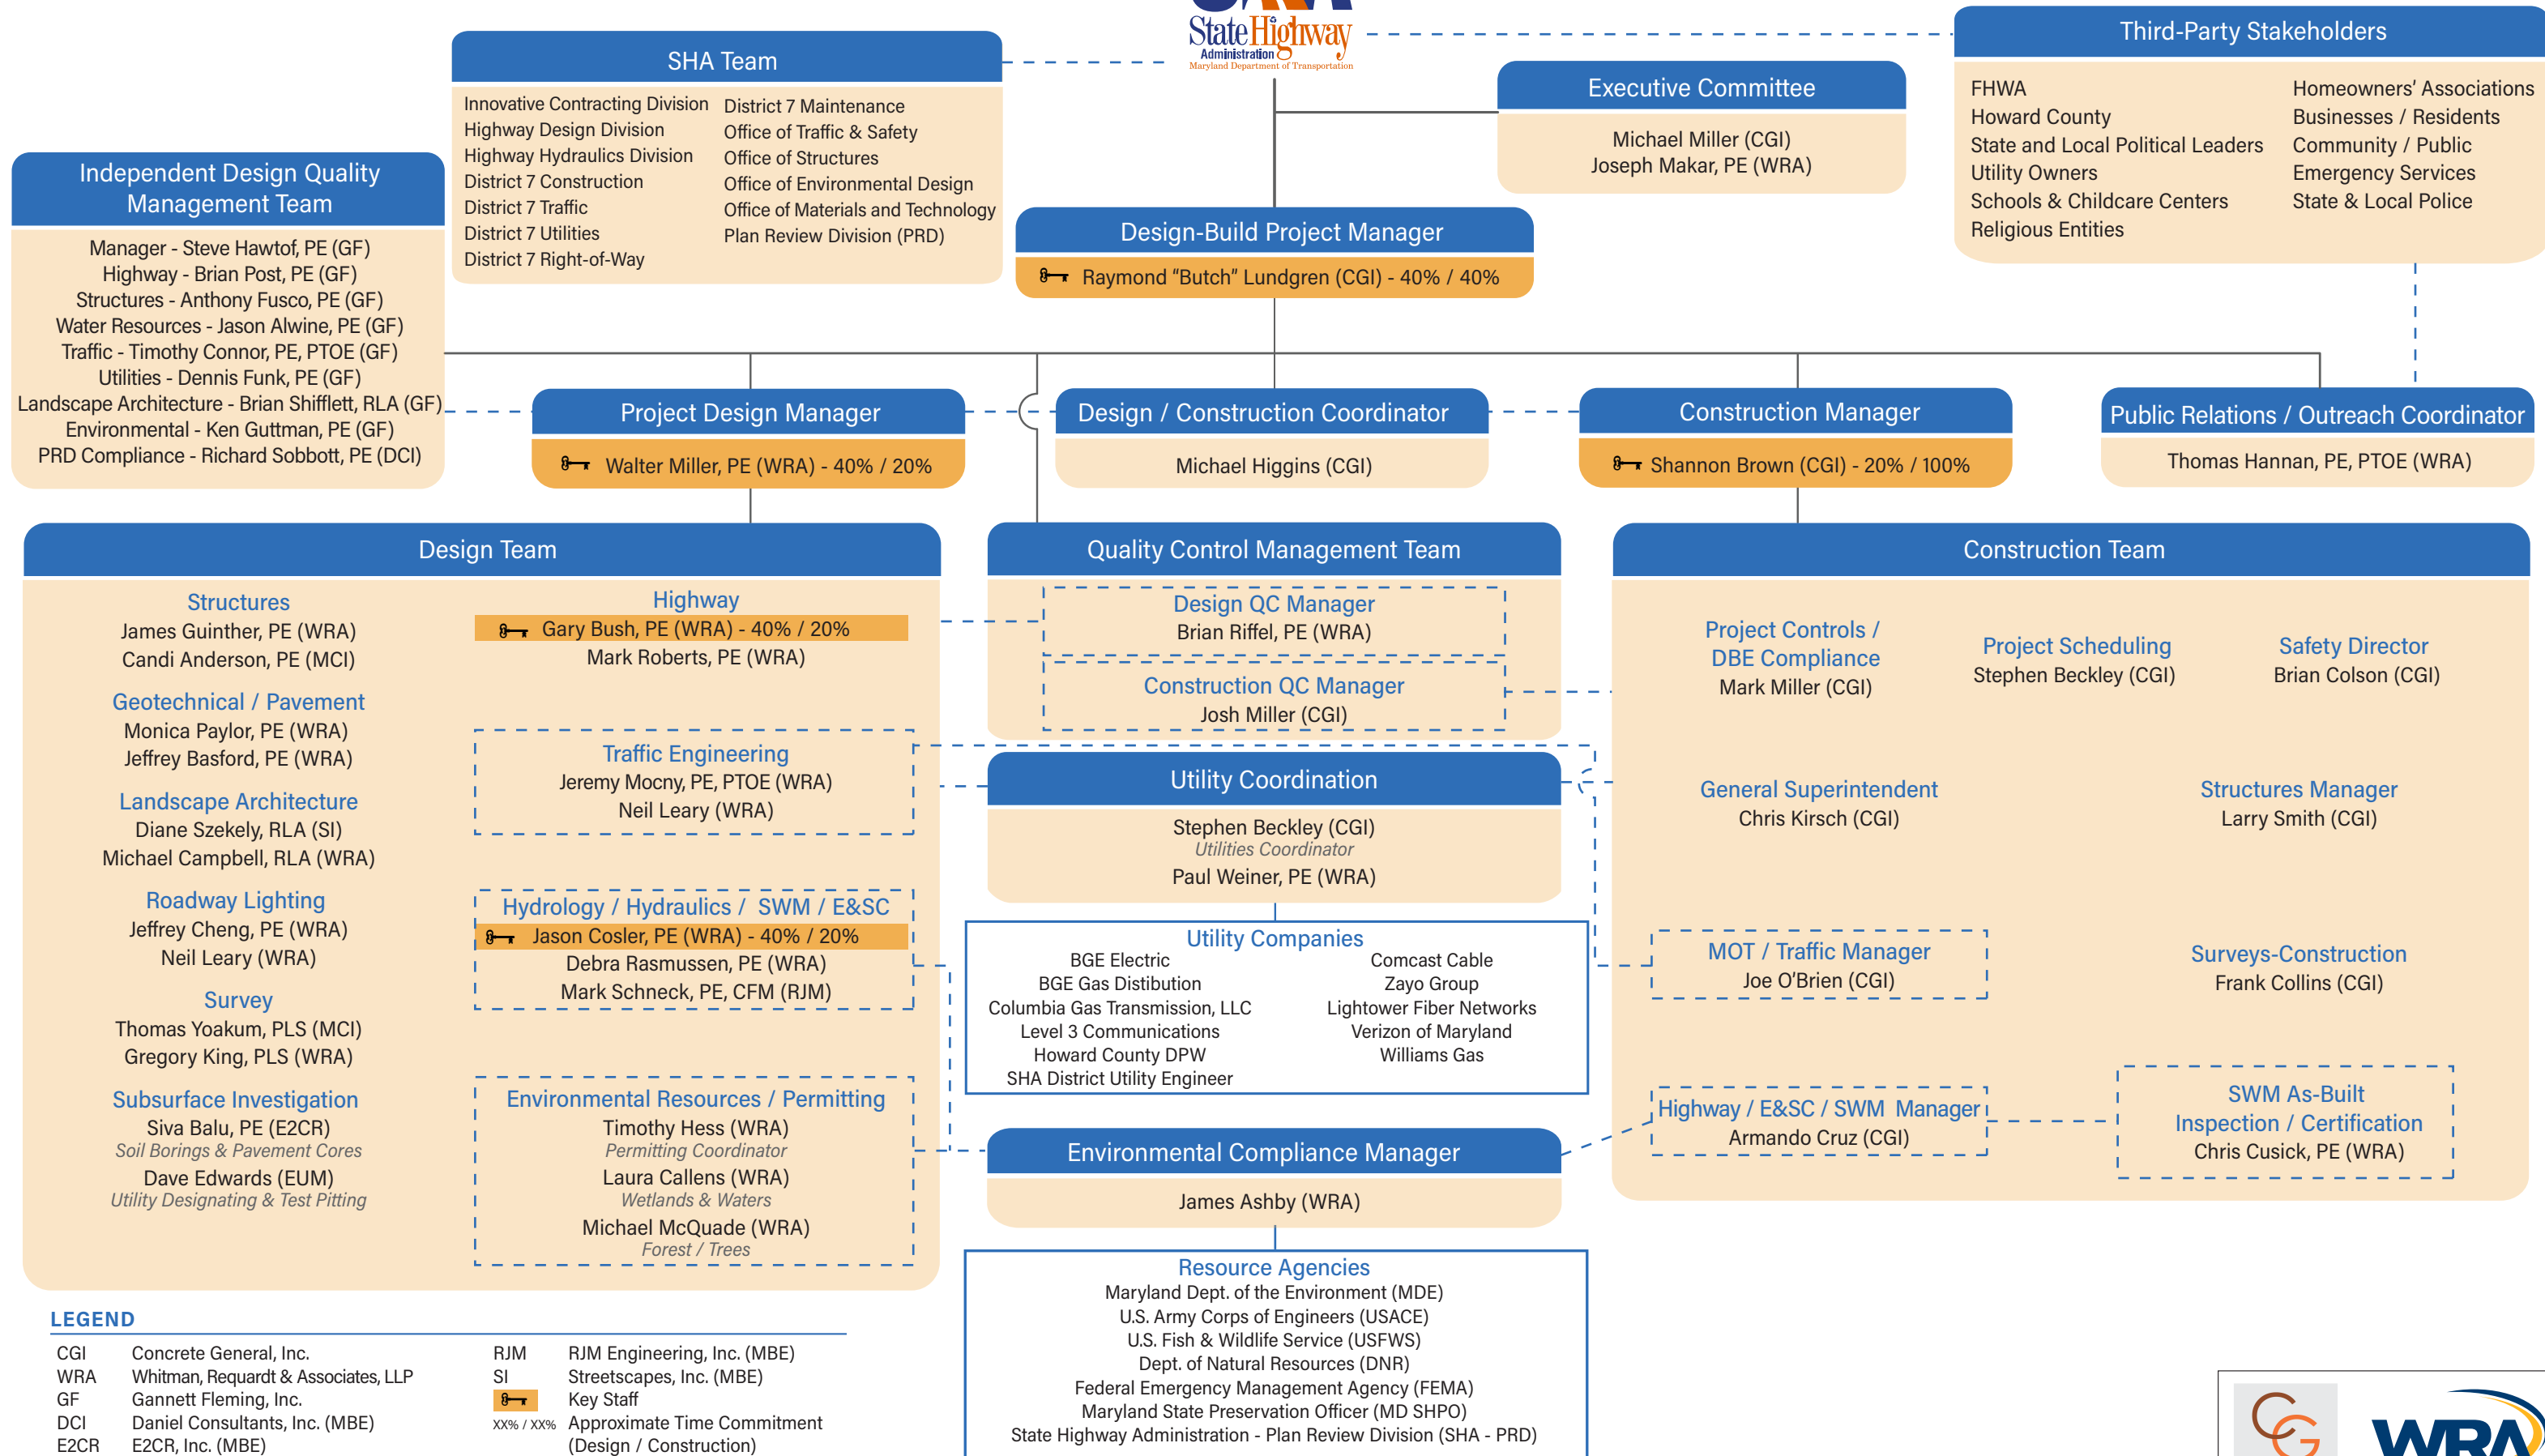 State Highway
Administration
Maryland Department of Transportation
SHA Team
Innovative Contracting Division
Highway Design Division
Highway Hydraulics Division
District 7 Construction
District 7 Traffic
District 7 Utilities
District 7 Right-of-Way
District 7 Maintenance
Office of Traffic & Safety
Office of Structures
Office of Environmental Design
Office of Materials and Technology
Plan Review Division (PRD)
Executive Committee
Michael Miller (CGI)
Joseph Makar, PE (WRA)
Third-Party Stakeholders
FHWA
Howard County
State and Local Political Leaders
Utility Owners
Schools & Childcare Centers
Religious Entities
Homeowners' Associations
Businesses / Residents
Community / Public
Emergency Services
State & Local Police
Independent Design Quality
Management Team
Manager - Steve Hawtof, PE (GF)
Highway - Brian Post, PE (GF)
Structures - Anthony Fusco, PE (GF)
Water Resources - Jason Alwine, PE (GF)
Traffic - Timothy Connor, PE, PTOE (GF)
Utilities - Dennis Funk, PE (GF)
Landscape Architecture - Brian Shifflett, RLA (GF)
Environmental - Ken Guttman, PE (GF)
PRD Compliance - Richard Sobbott, PE (DCI)
Design-Build Project Manager
Raymond "Butch" Lundgren (CGI) - 40% / 40%
Project Design Manager
Walter Miller, PE (WRA) - 40% / 20%
Design / Construction Coordinator
Michael Higgins (CGI)
Construction Manager
Shannon Brown (CGI) - 20% / 100%
Public Relations / Outreach Coordinator
Thomas Hannan, PE, PTOE (WRA)
Design Team
Structures
James Guinther, PE (WRA)
Candi Anderson, PE (MCI)
Geotechnical / Pavement
Monica Paylor, PE (WRA)
Jeffrey Basford, PE (WRA)
Landscape Architecture
Diane Szekely, RLA (SI)
Michael Campbell, RLA (WRA)
Roadway Lighting
Jeffrey Cheng, PE (WRA)
Neil Leary (WRA)
Survey
Thomas Yoakum, PLS (MCI)
Gregory King, PLS (WRA)
Subsurface Investigation
Siva Balu, PE (E2CR)
Soil Borings & Pavement Cores
Dave Edwards (EUM)
Utility Designating & Test Pitting
Highway
Gary Bush, PE (WRA) - 40% / 20%
Mark Roberts, PE (WRA)
Traffic Engineering
Jeremy Mocny, PE, PTOE (WRA)
Neil Leary (WRA)
Hydrology / Hydraulics / SWM / E&SC
Jason Cosler, PE (WRA) - 40% / 20%
Debra Rasmussen, PE (WRA)
Mark Schneck, PE, CFM (RJM)
Environmental Resources / Permitting
Timothy Hess (WRA)
Permitting Coordinator
Laura Callens (WRA)
Wetlands & Waters
Michael McQuade (WRA)
Forest / Trees
Quality Control Management Team
Design QC Manager
Brian Riffel, PE (WRA)
Construction QC Manager
Josh Miller (CGI)
Utility Coordination
Stephen Beckley (CGI)
Utilities Coordinator
Paul Weiner, PE (WRA)
Utility Companies
BGE Electric
BGE Gas Distibution
Columbia Gas Transmission, LLC
Level 3 Communications
Howard County DPW
SHA District Utility Engineer
Comcast Cable
Zayo Group
Lightower Fiber Networks
Verizon of Maryland
Williams Gas
Environmental Compliance Manager
James Ashby (WRA)
Resource Agencies
Maryland Dept. of the Environment (MDE)
U.S. Army Corps of Engineers (USACE)
U.S. Fish & Wildlife Service (USFWS)
Dept. of Natural Resources (DNR)
Federal Emergency Management Agency (FEMA)
Maryland State Preservation Officer (MD SHPO)
State Highway Administration - Plan Review Division (SHA - PRD)
Construction Team
Project Controls /
DBE Compliance
Mark Miller (CGI)
Project Scheduling
Stephen Beckley (CGI)
Safety Director
Brian Colson (CGI)
General Superintendent
Chris Kirsch (CGI)
Structures Manager
Larry Smith (CGI)
MOT / Traffic Manager
Joe O'Brien (CGI)
Surveys-Construction
Frank Collins (CGI)
Highway / E&SC / SWM Manager
Armando Cruz (CGI)
SWM As-Built
Inspection / Certification
Chris Cusick, PE (WRA)
LEGEND
CGI Concrete General, Inc.
WRA Whitman, Requardt & Associates, LLP
GF Gannett Fleming, Inc.
DCI Daniel Consultants, Inc. (MBE)
E2CR E2CR, Inc. (MBE)
RJM RJM Engineering, Inc. (MBE)
SI Streetscapes, Inc. (MBE)
Key Staff
XX% / XX% Approximate Time Commitment
(Design / Construction)
CG
WRA